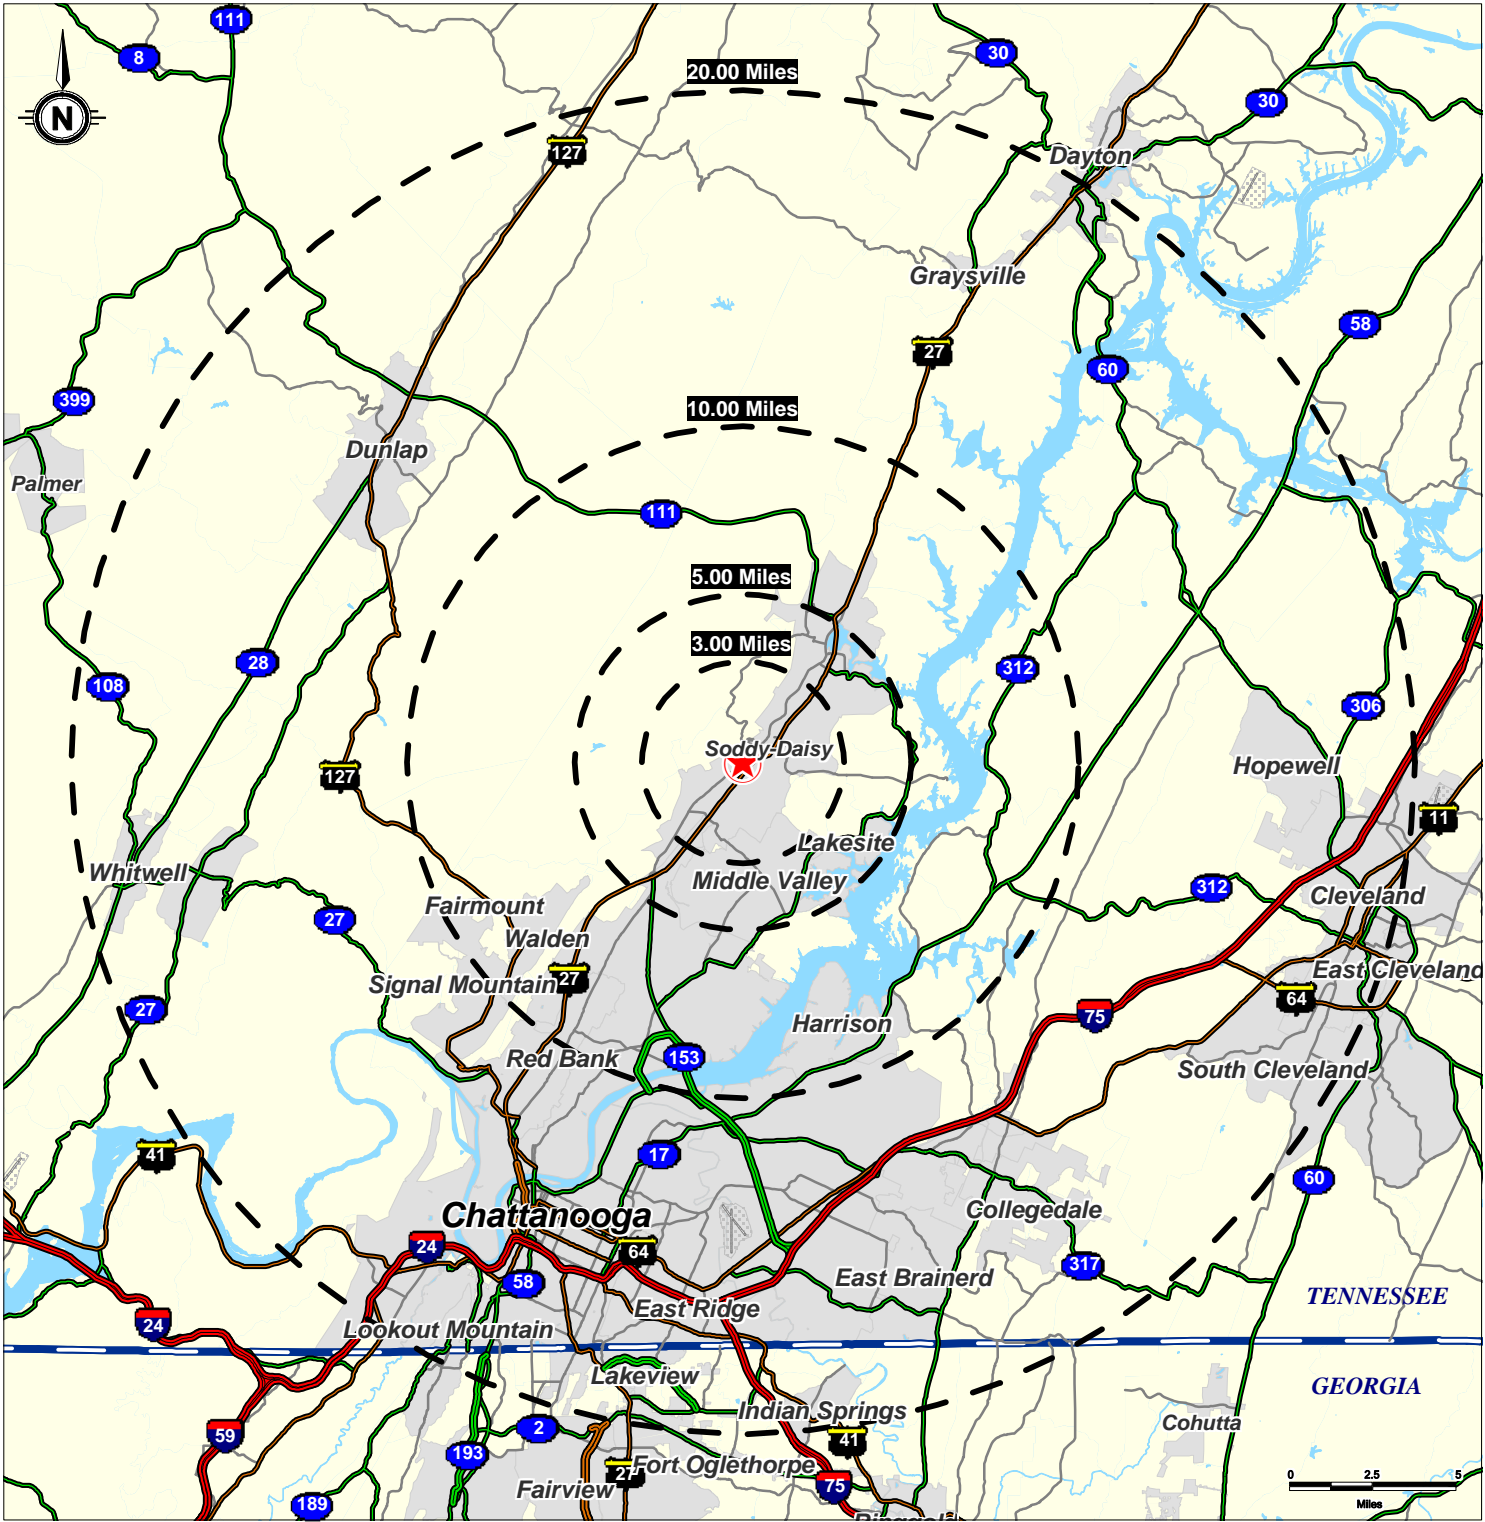 111
8
30
20.00 Miles
30
N
127
Dayton
Graysville
58
27
60
399
10.00 Miles
Dunlap
Palmer
111
5.00 Miles
3.00 Miles
28
312
108
306
Soddy-Daisy
Hopewell
127
11
Lakesite
Whitwell
Middle Valley
312
Cleveland
Fairmount
27
Walden
East Cleveland
27
Signal Mountain
64
27
75
Harrison
153
Red Bank
South Cleveland
41
17
60
Chattanooga
Collegedale
24
64
317
East Brainerd
58
TENNESSEE
East Ridge
24
Lookout Mountain
Lakeview
GEORGIA
Indian Springs
Cohutta
2
59
41
193
Fort Oglethorpe
27
0 2.5 5
75
Fairview
Miles
189
Ringgold